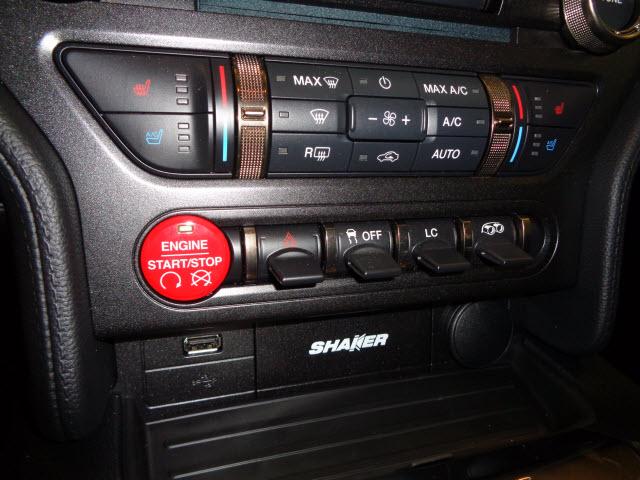 MAX
MAX A/C
A/C
- +
A/C
R
AUTO
ENGINE
START/STOP
OFF
LC
SHAKER